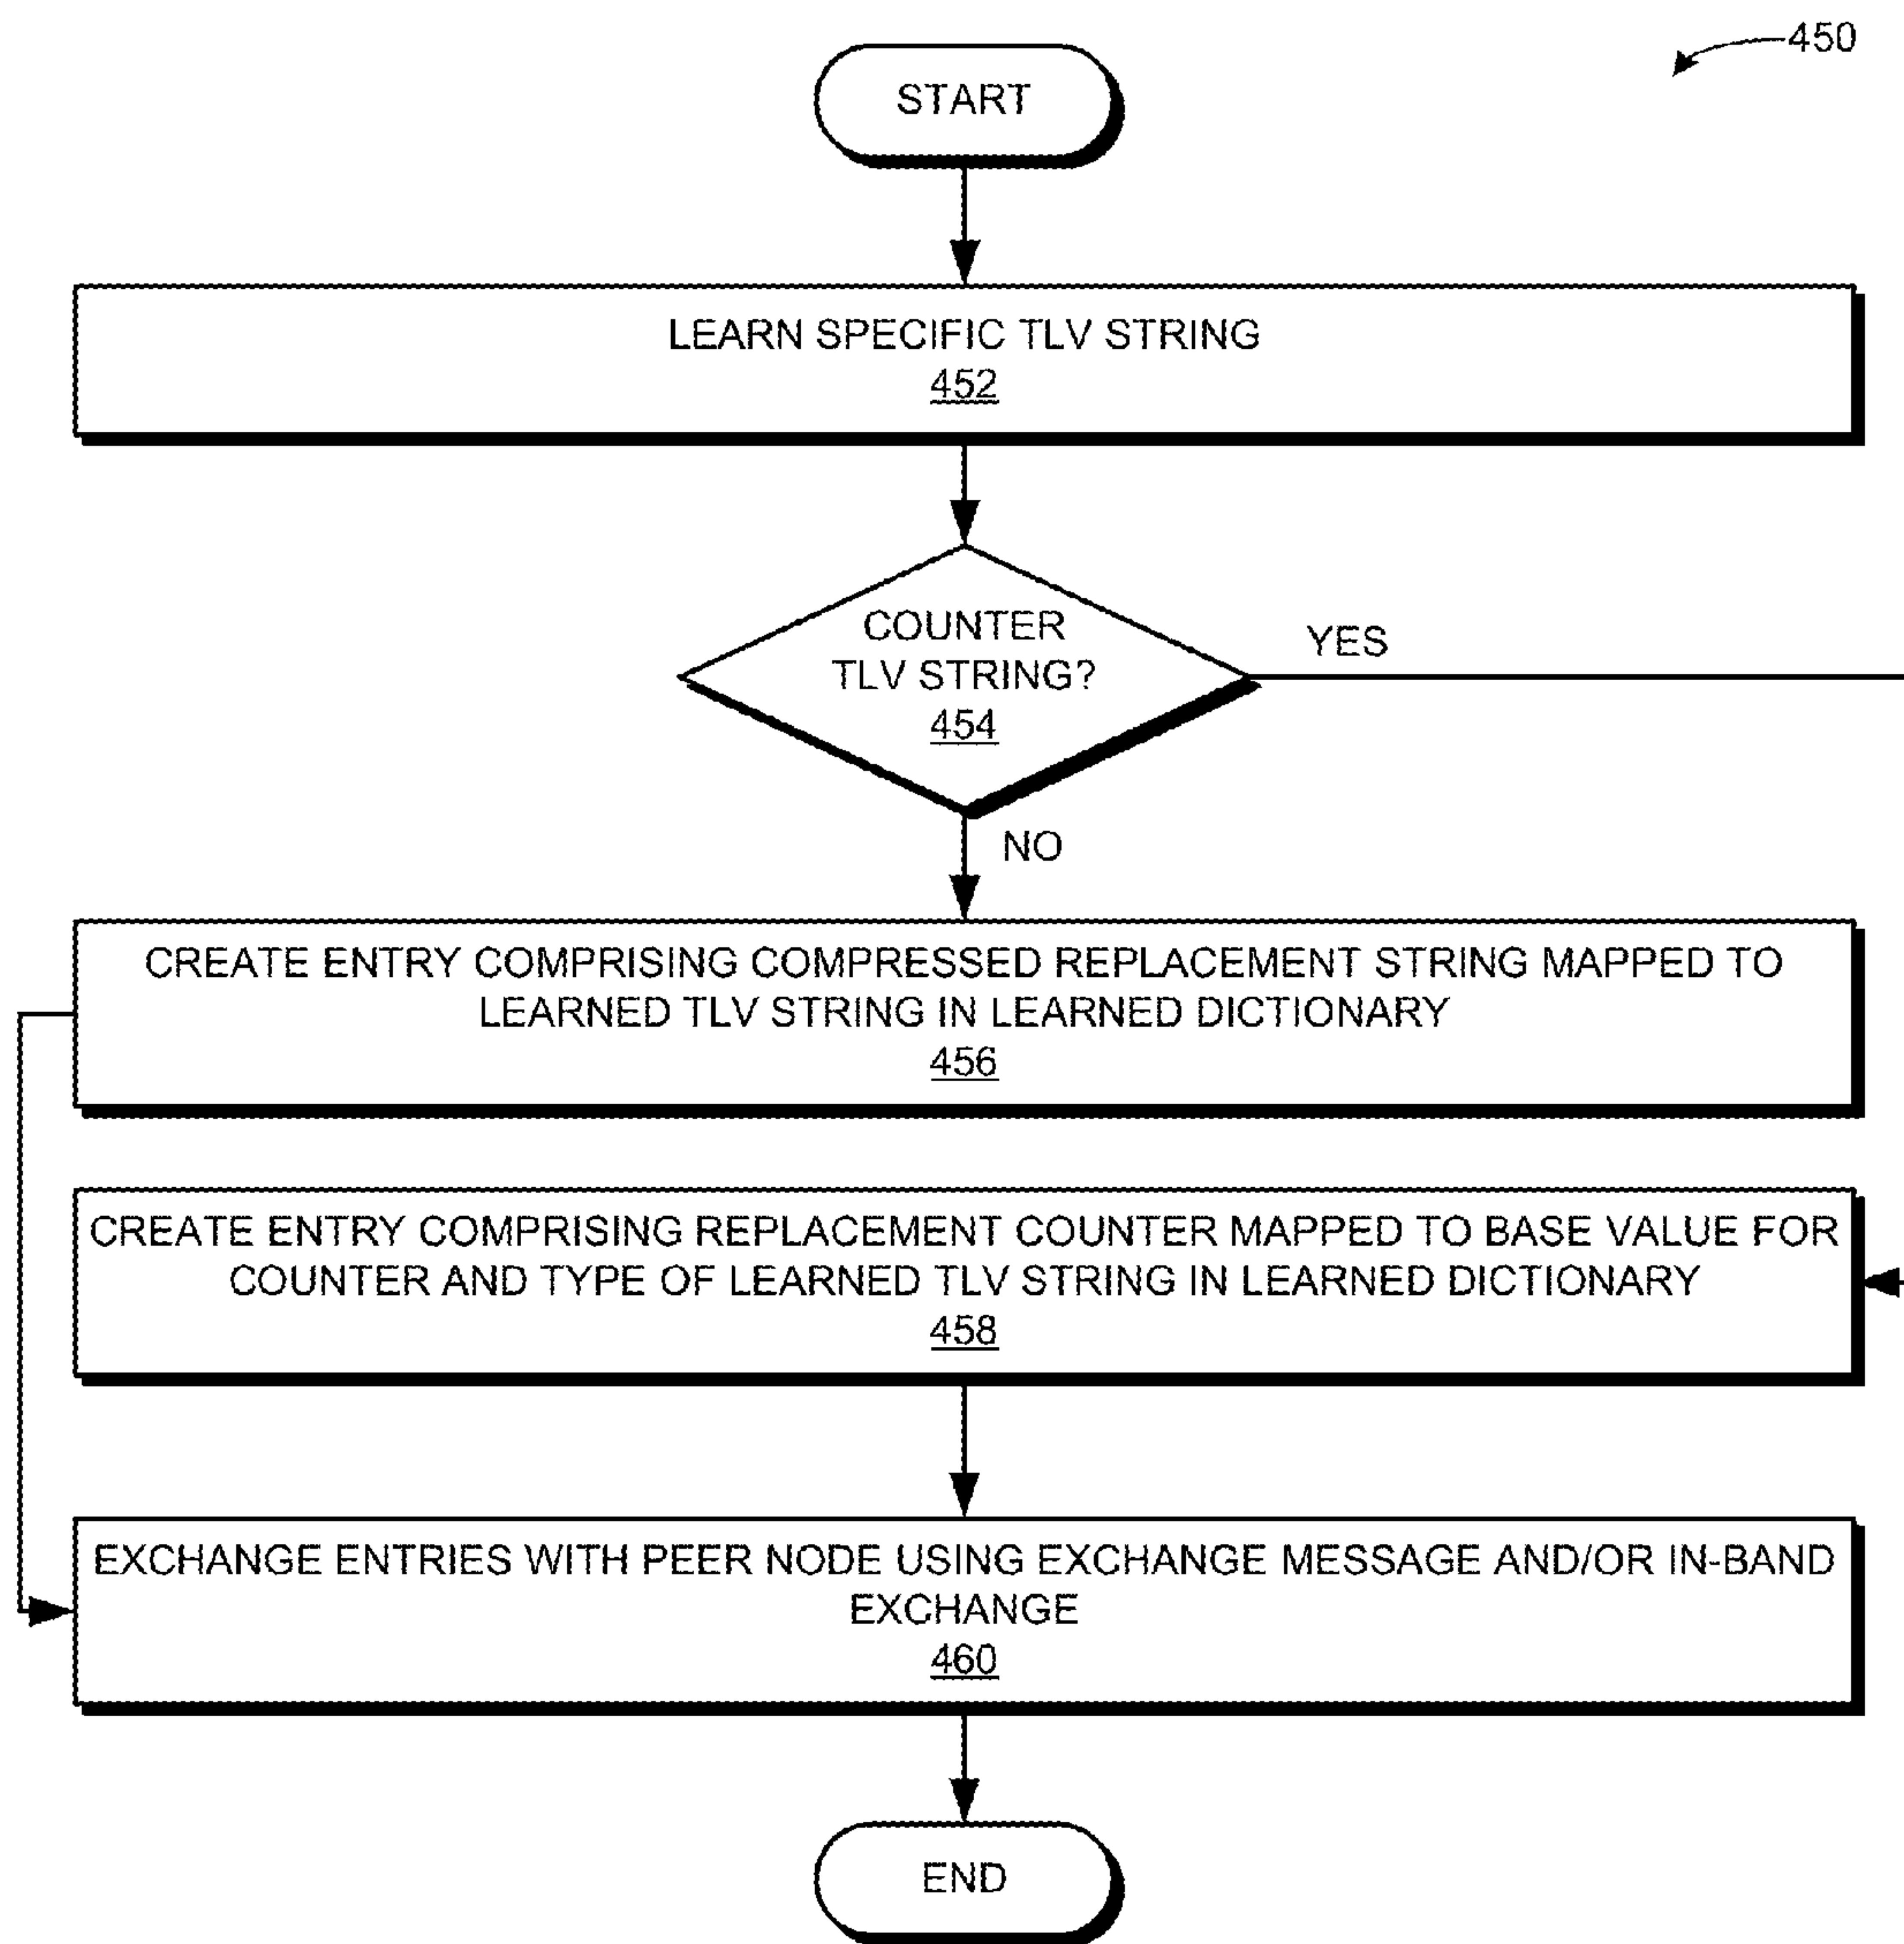 450
START
LEARN SPECIFIC TLV STRING
452
COUNTER
TLV STRING?
454
YES
NO
CREATE ENTRY COMPRISING COMPRESSED REPLACEMENT STRING MAPPED TO
LEARNED TLV STRING IN LEARNED DICTIONARY
456
CREATE ENTRY COMPRISING REPLACEMENT COUNTER MAPPED TO BASE VALUE FOR
COUNTER AND TYPE OF LEARNED TLV STRING IN LEARNED DICTIONARY
458
EXCHANGE ENTRIES WITH PEER NODE USING EXCHANGE MESSAGE AND/OR IN-BAND
EXCHANGE
460
END